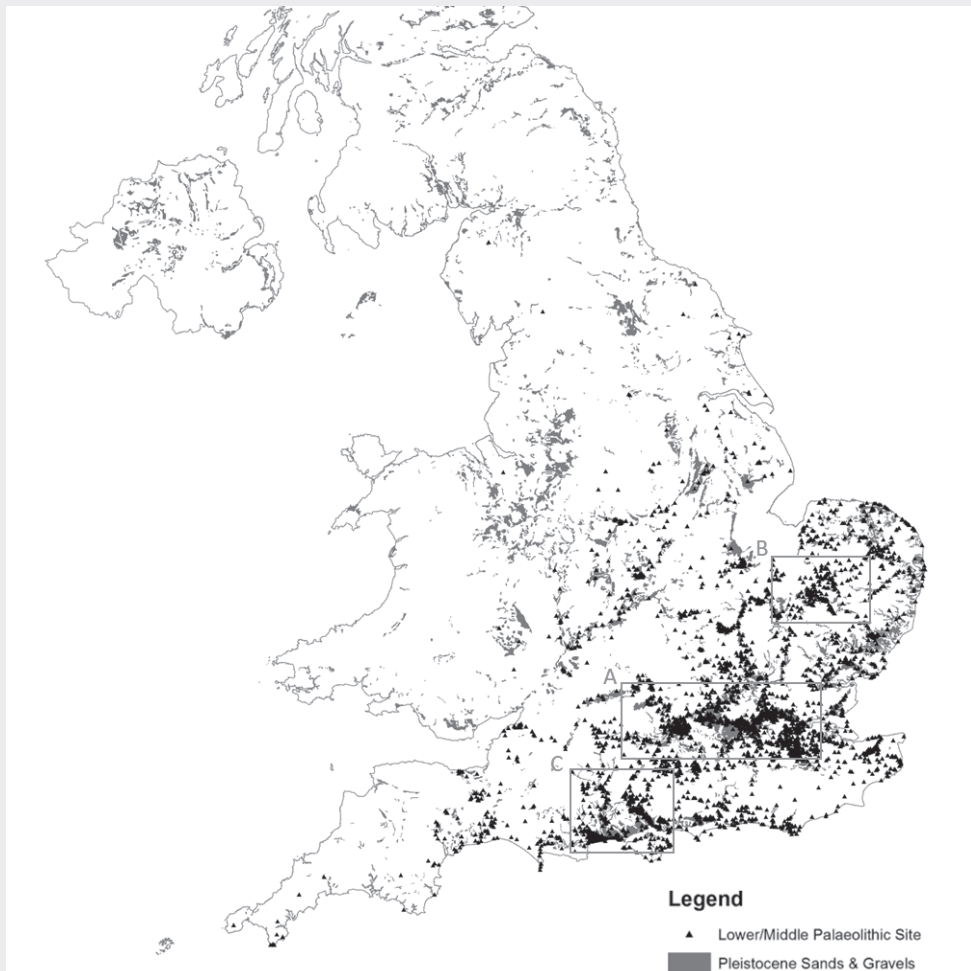 B
A
C
Legend
Lower/Middle Palaeolithic Site
Pleistocene Sands & Gravels